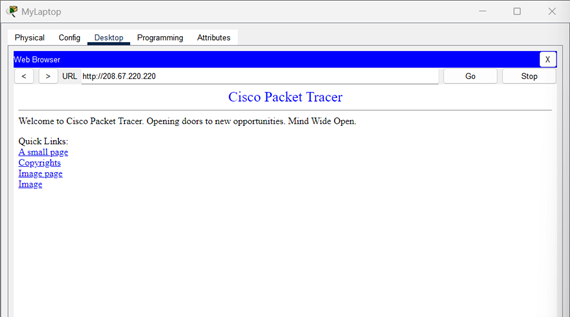 MyLaptop
Physical Config Desktop Programming Attributes
Web Browser X
< > URL http://208.67.220.220 Go Stop
Cisco Packet Tracer
Welcome to Cisco Packet Tracer. Opening doors to new opportunities. Mind Wide Open.
Quick Links:
A small page
Copyrights
Image page
Image